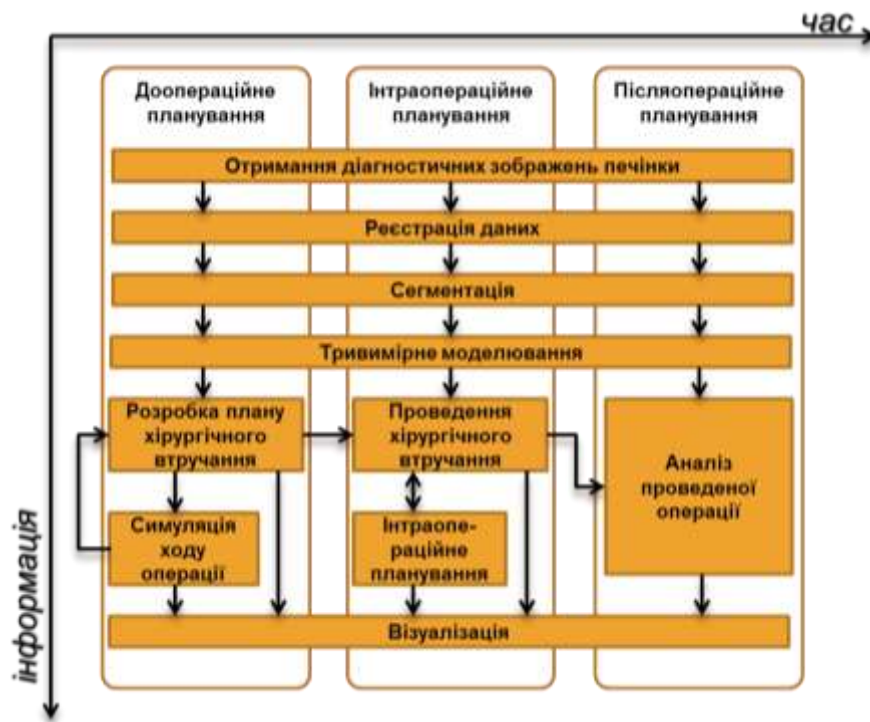 час
Доопераційне
планування
Інтраопераційне
планування
Післяопераційне
планування
Отримання діагностичних зображень печінки
Реєстрація даних
Сегментація
Тривимірне моделювання
Розробка плану
хірургічного
втручання
Проведення
хірургічного
втручання
Аналіз
проведеної
операції
Симуляція
ходу
операції
Інтраопе-
раційне
планування
Візуалізація
інформація